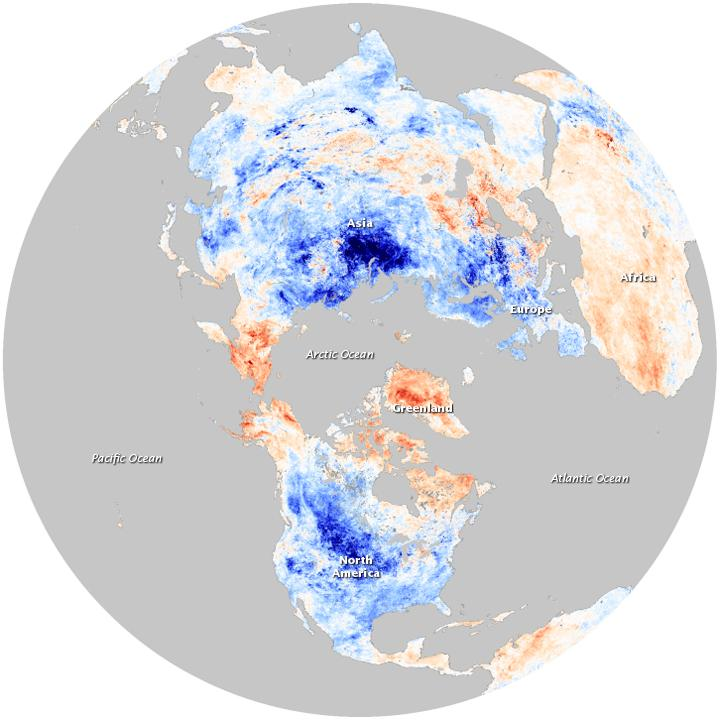 Asia
Africa
Europe
Arctic Ocean
Greenland
Pacific Ocean
Atlantic Ocean
North
America